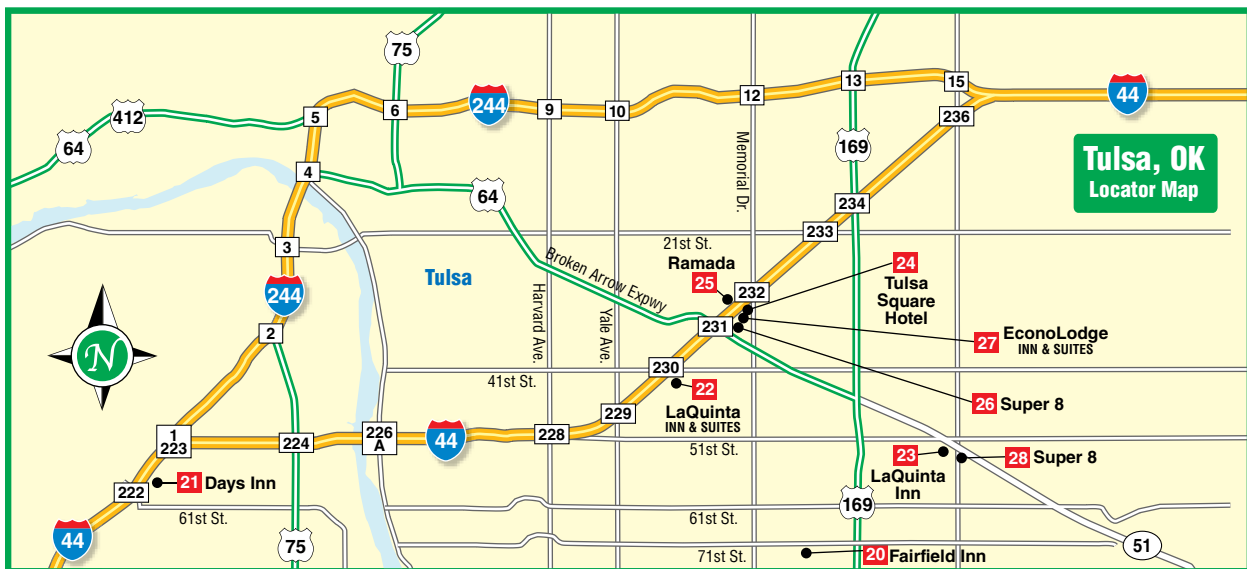 75
44
412
5
6
244
9
10
12
13
15
236
64
4
Memorial Dr.
169
Tulsa, OK
Locator Map
64
234
3
21st St.
233
Ramada
25
24
Tulsa
Square
Hotel
Tulsa
Broken Arrow Expwy
232
244
Harvard Ave.
Yale Ave.
231
27
EconoLodge
INN & SUITES
2
N
230
41st St.
22
LaQuinta
INN & SUITES
26 Super 8
229
1
223
224
226
A
44
228
51st St.
23
LaQuinta
Inn
28 Super 8
222
21 Days Inn
61st St.
61st St.
169
44
75
71st St.
20 Fairfield Inn
51